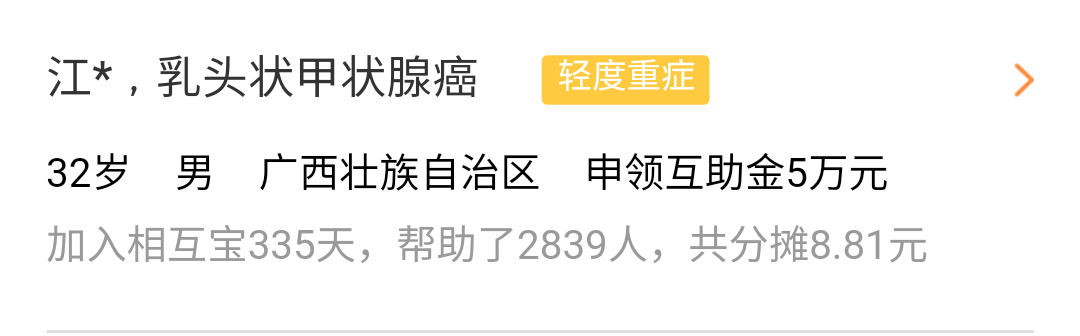 江*，乳头状甲状腺癌 轻度重症
32岁 男 广西壮族自治区 申领互助金5万元
加入相互宝335天，帮助了2839人，共分摊8.81元